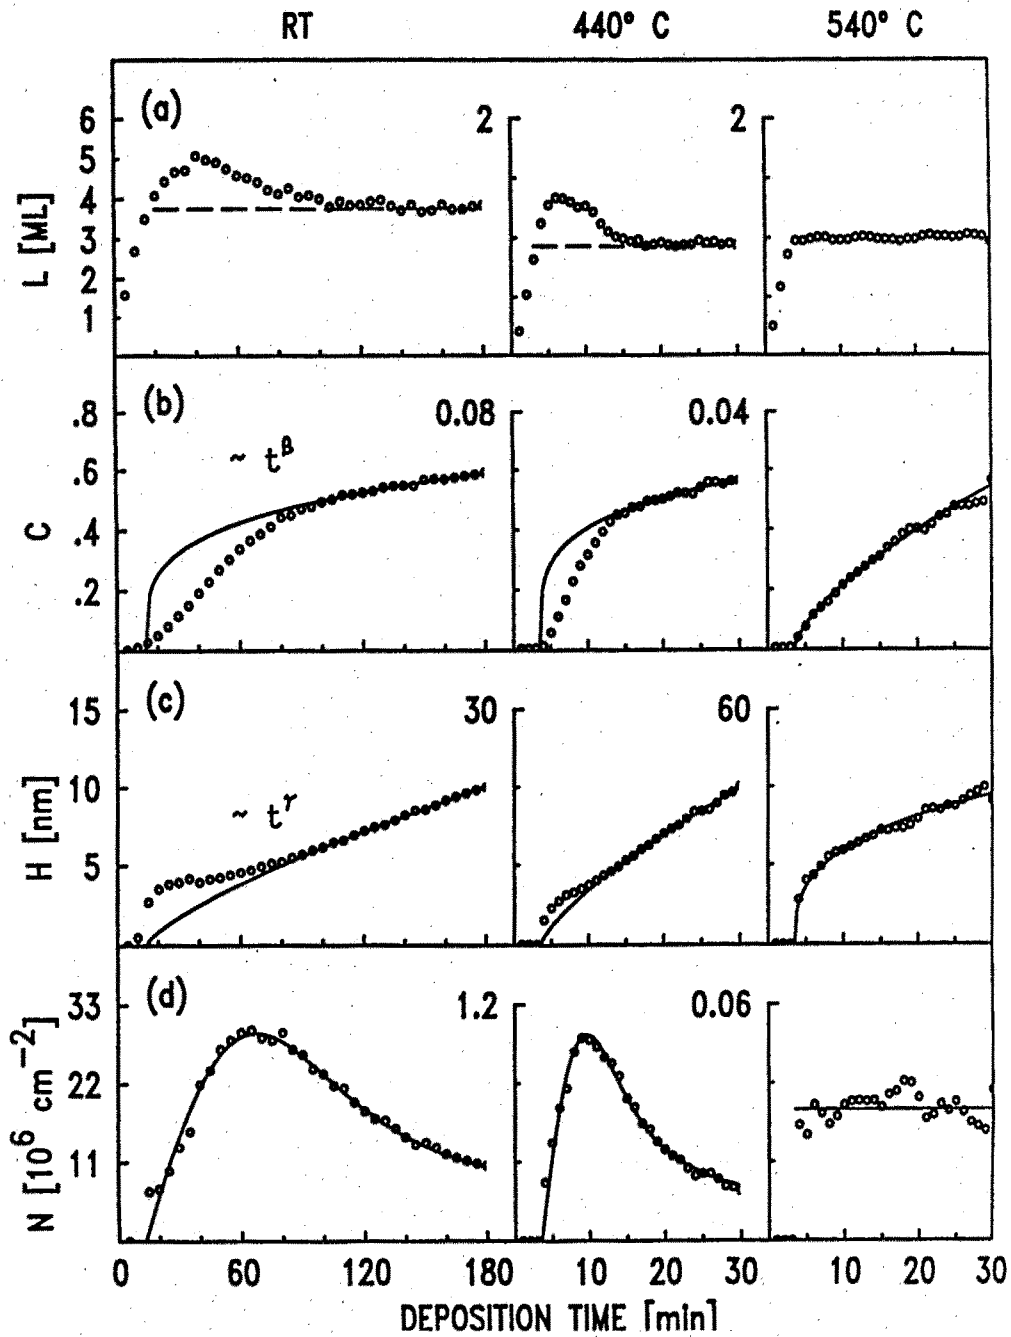 RT 440° C 540° C
(a)
6 2 2
5
4
3
2
1
L [ML]
(b)
.8 0.08 0.04
.6
.4
.2
C
~ t^β
(c)
15 30 60
10
5
H [nm]
~ t^γ
(d)
33 1.2 0.06
22
11
N [10^6 cm^-2]
0 60 120 180 10 20 30 10 20 30
DEPOSITION TIME [min]